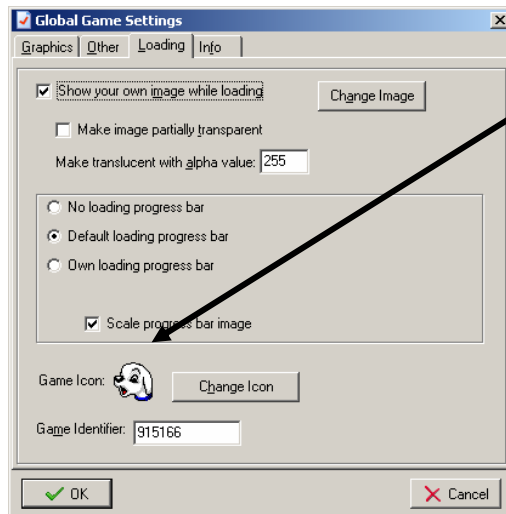 Global Game Settings
Graphics Other Loading Info
Show your own image while loading
Change Image
Make image partially transparent
Make translucent with alpha value: 255
No loading progress bar
Default loading progress bar
Own loading progress bar
Scale progress bar image
Game Icon: Change Icon
Game Identifier: 915166
OK Cancel